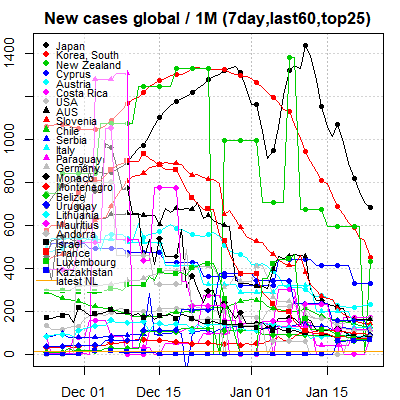 New cases global / 1M (7day,last60,top25)
1400
1000
800
600
400
200
0
Japan
Korea, South
New Zealand
Cyprus
Austria
Costa Rica
USA
AUS
Slovenia
Chile
Serbia
Italy
Paraguay
Germany
Monaco
Montenegro
Belize
Uruguay
Lithuania
Mauritius
Andorra
Israel
France
Luxembourg
Kazakhstan
latest NL
Dec 01
Dec 15
Jan 01
Jan 15